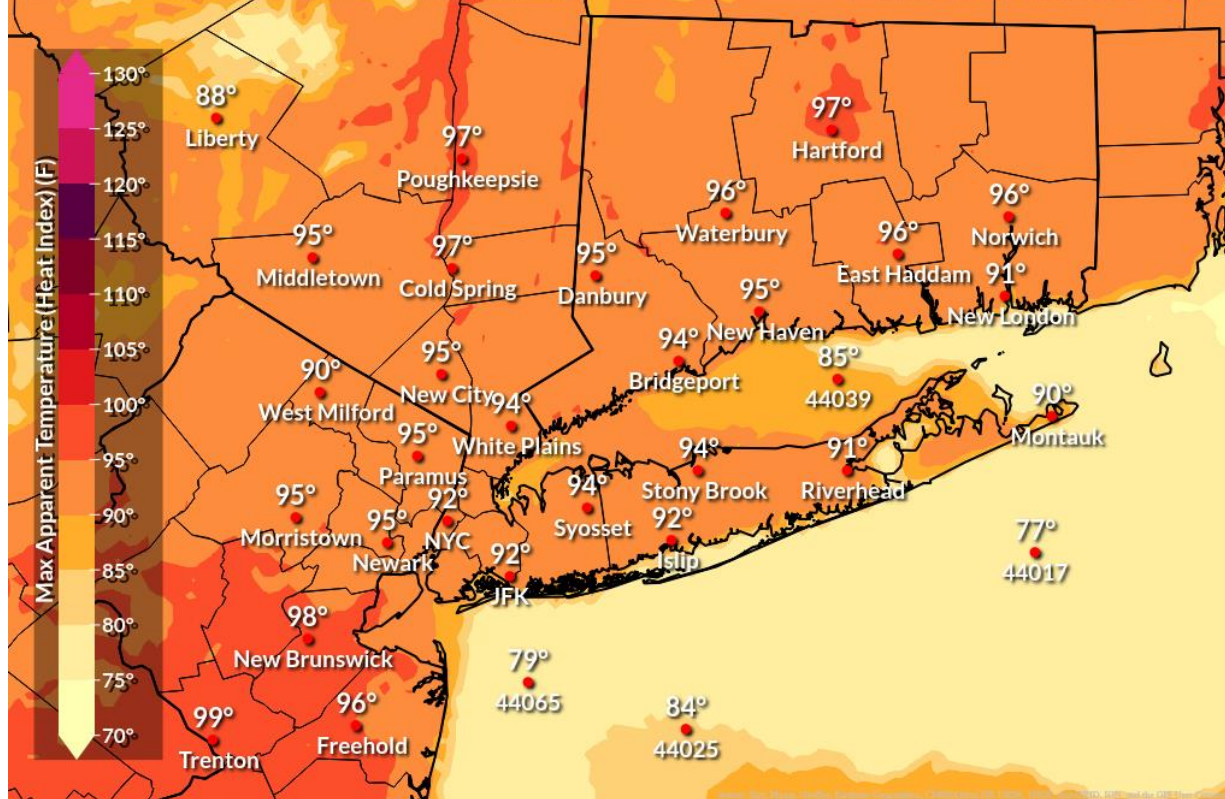 Max Apparent Temperature (Heat Index) (F)
130°
125°
120°
115°
110°
105°
100°
95°
90°
85°
80°
75°
70°
88°
Liberty
97°
Poughkeepsie
97°
Hartford
96°
Waterbury
96°
Norwich
95°
Middletown
97°
Cold Spring
95°
Danbury
96°
East Haddam
91°
New London
95°
New Haven
94°
Bridgeport
85°
44039
90°
West Milford
95°
New City
94°
White Plains
90°
Montauk
95°
Paramus
94°
Stony Brook
91°
Riverhead
95°
Morristown
95°
Newark
92°
NYC
94°
Syosset
92°
Islip
92°
JFK
77°
44017
98°
New Brunswick
79°
44065
84°
44025
99°
Trenton
96°
Freehold